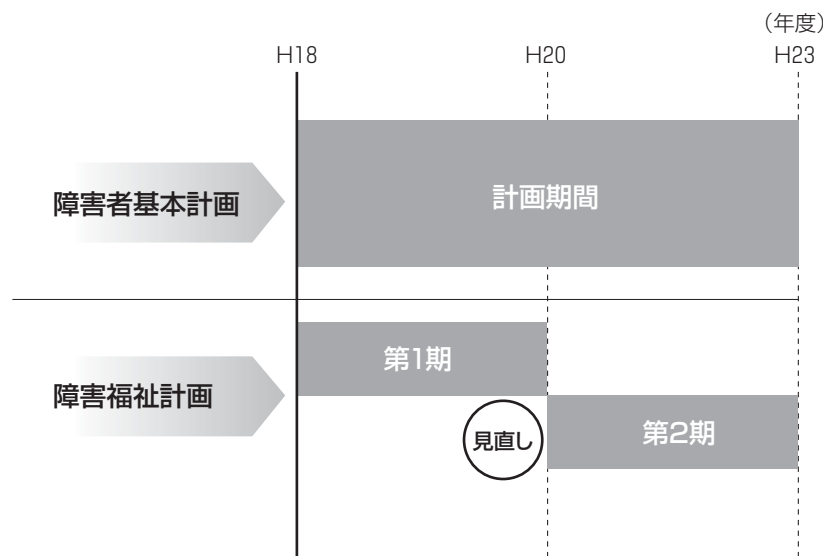 （年度）
H18
H20
H23
障害者基本計画
計画期間
第1期
障害福祉計画
見直し
第2期